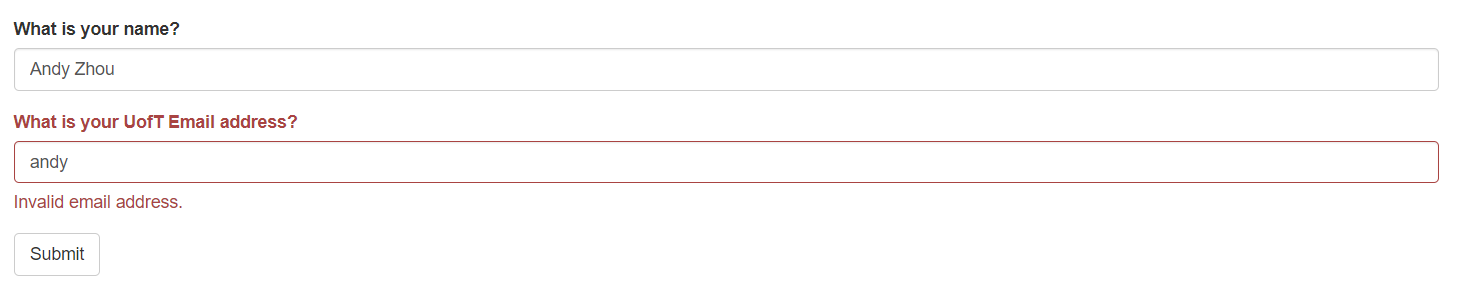 What is your name?
Andy Zhou
What is your UofT Email address?
andy
Invalid email address.
Submit